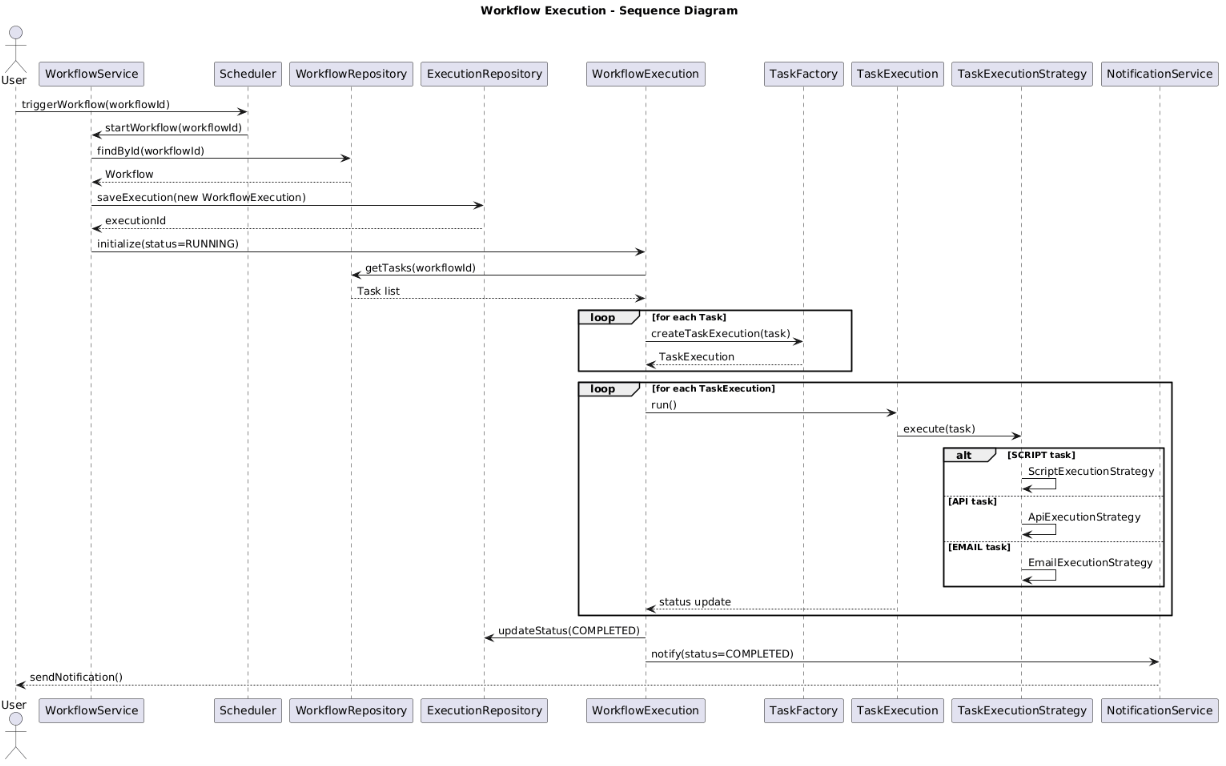 Workflow Execution - Sequence Diagram
User
WorkflowService
Scheduler
WorkflowRepository
ExecutionRepository
WorkflowExecution
TaskFactory
TaskExecution
TaskExecutionStrategy
NotificationService
triggerWorkflow(workflowId)
startWorkflow(workflowId)
findById(workflowId)
Workflow
saveExecution(new WorkflowExecution)
executionId
initialize(status=RUNNING)
getTasks(workflowId)
Task list
loop [for each Task]
createTaskExecution(task)
TaskExecution
loop [for each TaskExecution]
run()
execute(task)
alt [SCRIPT task]
ScriptExecutionStrategy
[API task]
ApiExecutionStrategy
[EMAIL task]
EmailExecutionStrategy
status update
updateStatus(COMPLETED)
notify(status=COMPLETED)
sendNotification()
User
WorkflowService
Scheduler
WorkflowRepository
ExecutionRepository
WorkflowExecution
TaskFactory
TaskExecution
TaskExecutionStrategy
NotificationService